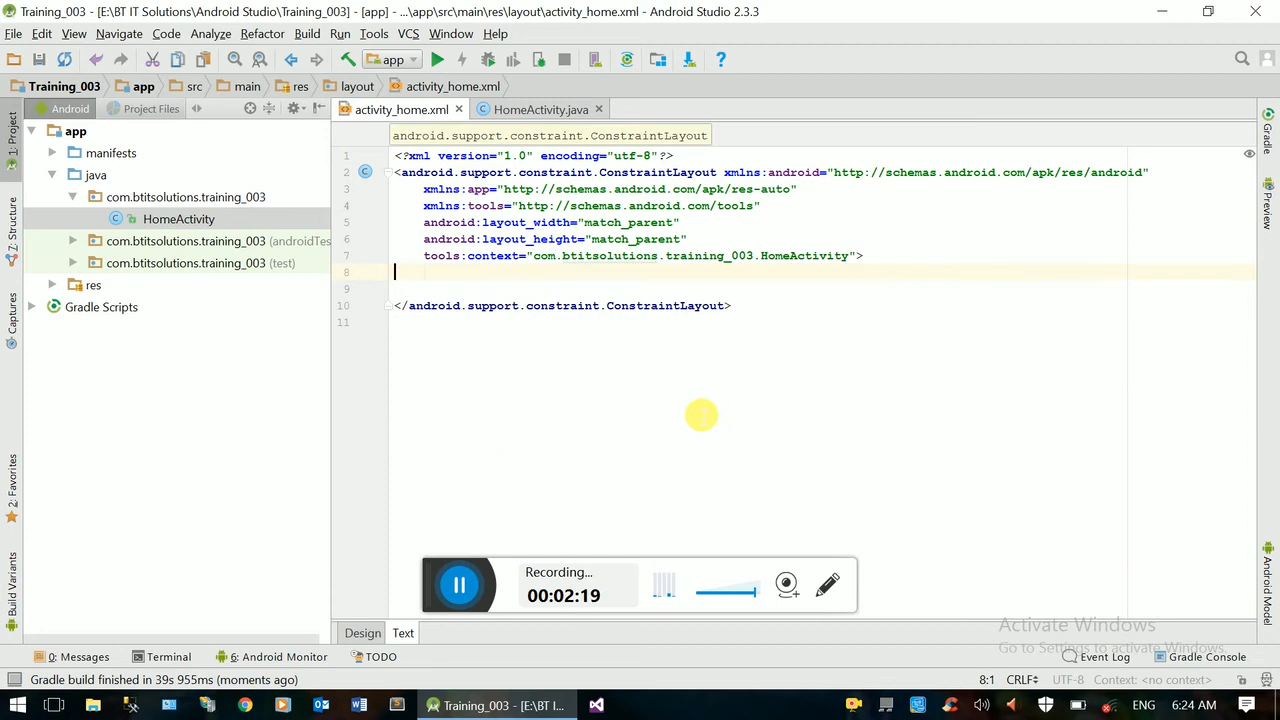 Training_003 - [E:\BT IT Solutions\Android Studio\Training_003] - [app] - ...\app\src\main\res\layout\activity_home.xml - Android Studio 2.3.3
File Edit View Navigate Code Analyze Refactor Build Run Tools VCS Window Help
app
Training_003 app src main res layout activity_home.xml
Android Project Files activity_home.xml HomeActivity.java
android.support.constraint.ConstraintLayout
app
manifests
java
com.btitsolutions.training_003
HomeActivity
com.btitsolutions.training_003 (androidTes
com.btitsolutions.training_003 (test)
res
Gradle Scripts
1 <?xml version="1.0" encoding="utf-8"?>
2 <android.support.constraint.ConstraintLayout xmlns:android="http://schemas.android.com/apk/res/android"
3 xmlns:app="http://schemas.android.com/apk/res-auto"
4 xmlns:tools="http://schemas.android.com/tools"
5 android:layout_width="match_parent"
6 android:layout_height="match_parent"
7 tools:context="com.btitsolutions.training_003.HomeActivity">
8
9
10 </android.support.constraint.ConstraintLayout>
11
1: Project
7: Structure
Captures
2: Favorites
Build Variants
Gradle
Preview
Android Model
Recording...
00:02:19
Design Text
Activate Windows
Go to Settings to activate Windows.
0: Messages Terminal 6: Android Monitor TODO Event Log Gradle Console
Gradle build finished in 39s 955ms (moments ago) 8:1 CRLF UTF-8 Context: <no context>
Training_003 - [E:\BT I... ENG 6:24 AM